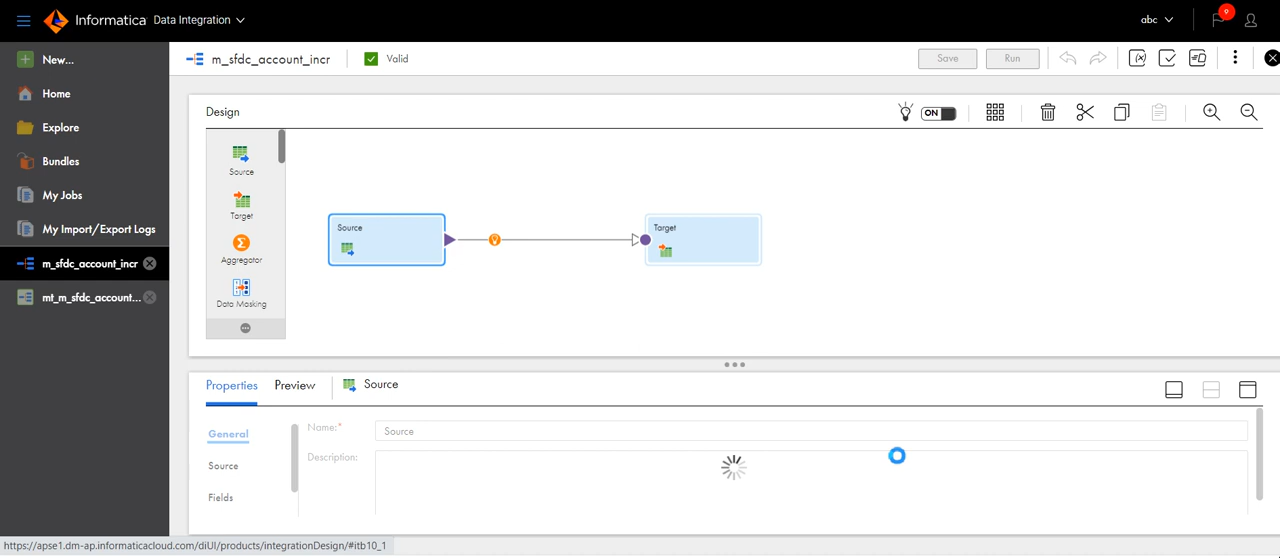 Informatica Data Integration
abc
9
New...
Home
Explore
Bundles
My Jobs
My Import/Export Logs
m_sfdc_account_incr
mt_m_sfdc_account...
m_sfdc_account_incr
Valid
Save
Run
Design
ON
Source
Target
Aggregator
Data Masking
Source
Target
Properties
Preview
Source
General
Source
Fields
Name:*
Source
Description:
https://apse1.dm-ap.informaticacloud.com/diUI/products/integrationDesign/#itb10_1